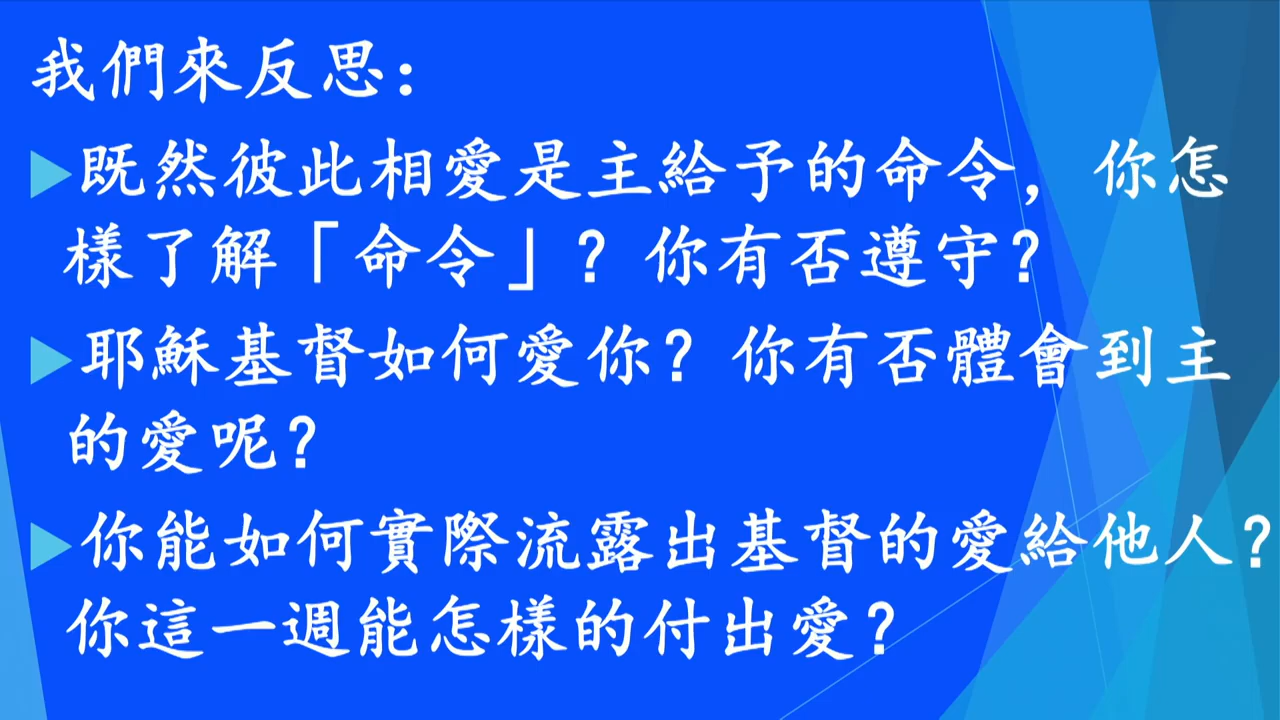 我們來反思：
既然彼此相愛是主給予的命令，你怎
樣了解「命令」？你有否遵守？
耶穌基督如何愛你？你有否體會到主
的愛呢？
你能如何實際流露出基督的愛給他人？
你這一週能怎樣的付出愛？